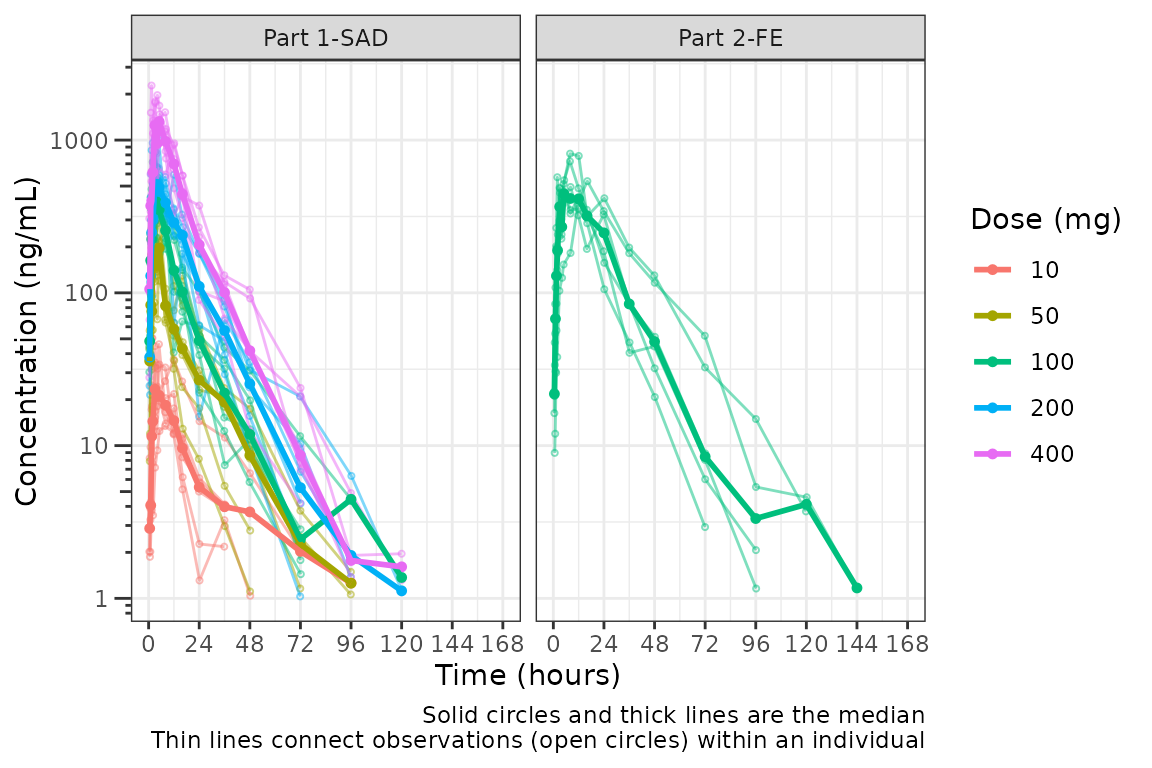 Part 1-SAD
Part 2-FE
Concentration (ng/mL)
1000
100
10
1
0 24 48 72 96 120 144 168
0 24 48 72 96 120 144 168
Time (hours)
Dose (mg)
10
50
100
200
400
Solid circles and thick lines are the median
Thin lines connect observations (open circles) within an individual